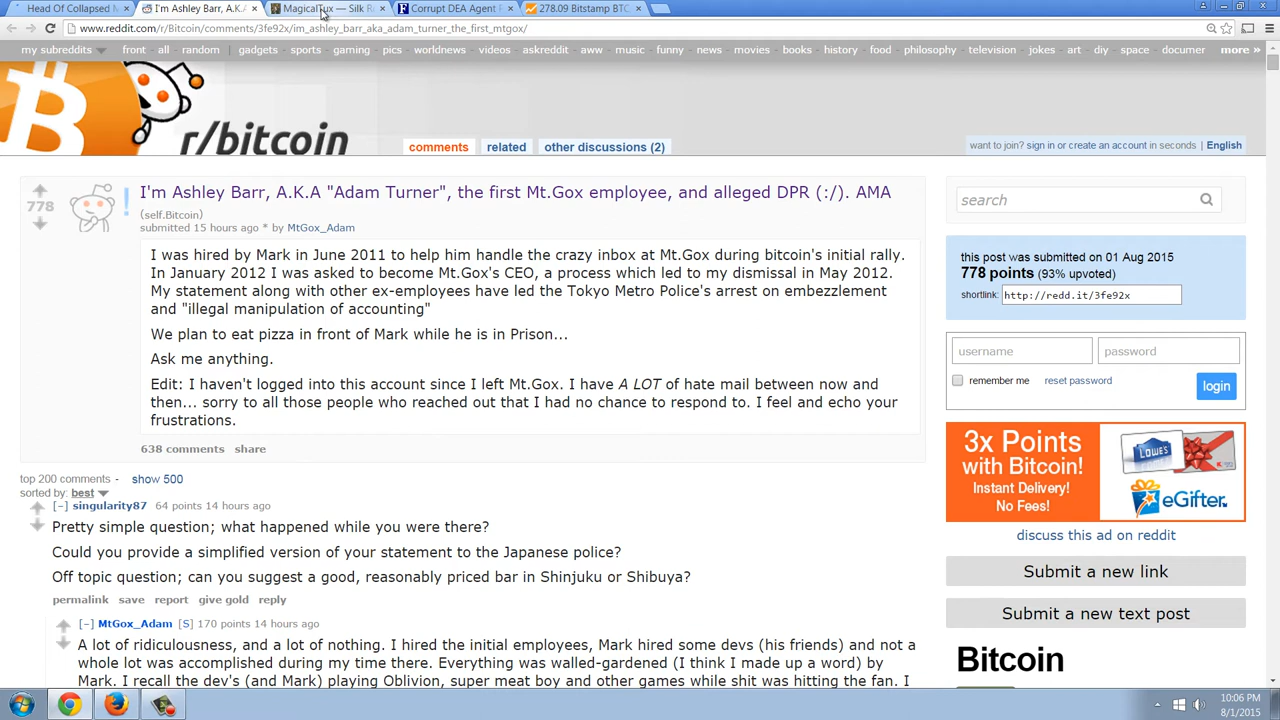 Head Of Collapsed M
I'm Ashley Barr, A.K.A
MagicalTux — Silk R
Corrupt DEA Agent
278.09 Bitstamp BTC
www.reddit.com/r/Bitcoin/comments/3fe92x/im_ashley_barr_aka_adam_turner_the_first_mtgox/
my subreddits front all random gadgets sports gaming pics worldnews videos askreddit aww music funny news movies books history food philosophy television jokes art diy space documer more »
r/bitcoin
comments related other discussions (2)
want to join? sign in or create an account in seconds English
778
I'm Ashley Barr, A.K.A "Adam Turner", the first Mt.Gox employee, and alleged DPR (:/). AMA
(self.Bitcoin)
submitted 15 hours ago * by MtGox_Adam
I was hired by Mark in June 2011 to help him handle the crazy inbox at Mt.Gox during bitcoin's initial rally.
In January 2012 I was asked to become Mt.Gox's CEO, a process which led to my dismissal in May 2012.
My statement along with other ex-employees have led the Tokyo Metro Police's arrest on embezzlement
and "illegal manipulation of accounting"
We plan to eat pizza in front of Mark while he is in Prison...
Ask me anything.
Edit: I haven't logged into this account since I left Mt.Gox. I have A LOT of hate mail between now and
then... sorry to all those people who reached out that I had no chance to respond to. I feel and echo your
frustrations.
638 comments share
top 200 comments - show 500
sorted by: best
[-] singularity87 64 points 14 hours ago
Pretty simple question; what happened while you were there?
Could you provide a simplified version of your statement to the Japanese police?
Off topic question; can you suggest a good, reasonably priced bar in Shinjuku or Shibuya?
permalink save report give gold reply
[-] MtGox_Adam [S] 170 points 14 hours ago
A lot of ridiculousness, and a lot of nothing. I hired the initial employees, Mark hired some devs (his friends) and not a
whole lot was accomplished during my time there. Everything was walled-gardened (I think I made up a word) by
Mark. I recall the dev's (and Mark) playing Oblivion, super meat boy and other games while shit was hitting the fan. I
search
this post was submitted on 01 Aug 2015
778 points (93% upvoted)
shortlink: http://redd.it/3fe92x
username password
remember me reset password login
3x Points
with Bitcoin!
Instant Delivery!
No Fees!
LOWE'S
eGifter
discuss this ad on reddit
Submit a new link
Submit a new text post
Bitcoin
10:06 PM
8/1/2015